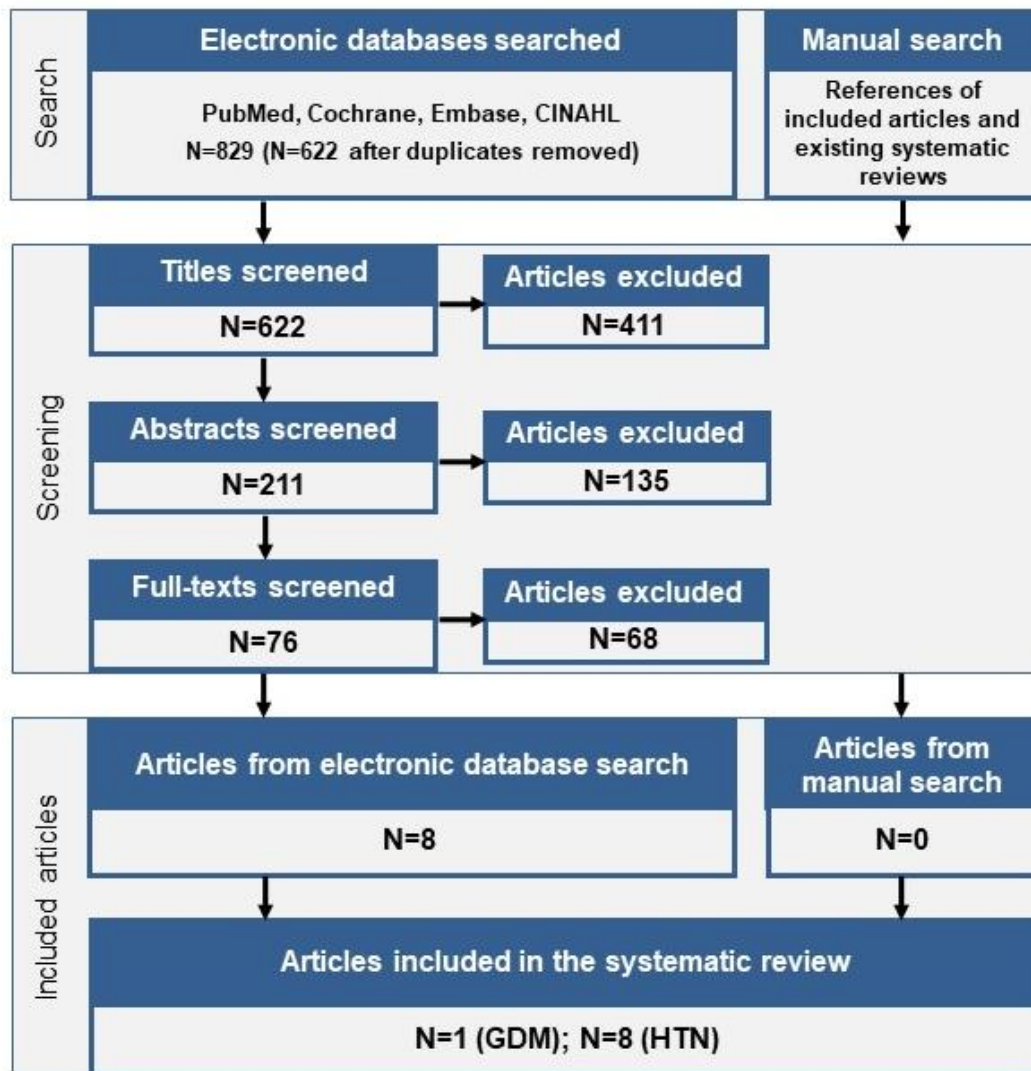 Search
Electronic databases searched
PubMed, Cochrane, Embase, CINAHL
N=829 (N=622 after duplicates removed)
Manual search
References of
included articles and
existing systematic
reviews
Screening
Titles screened
N=622
Articles excluded
N=411
Abstracts screened
N=211
Articles excluded
N=135
Full-texts screened
N=76
Articles excluded
N=68
Included articles
Articles from electronic database search
N=8
Articles from
manual search
N=0
Articles included in the systematic review
N=1 (GDM); N=8 (HTN)